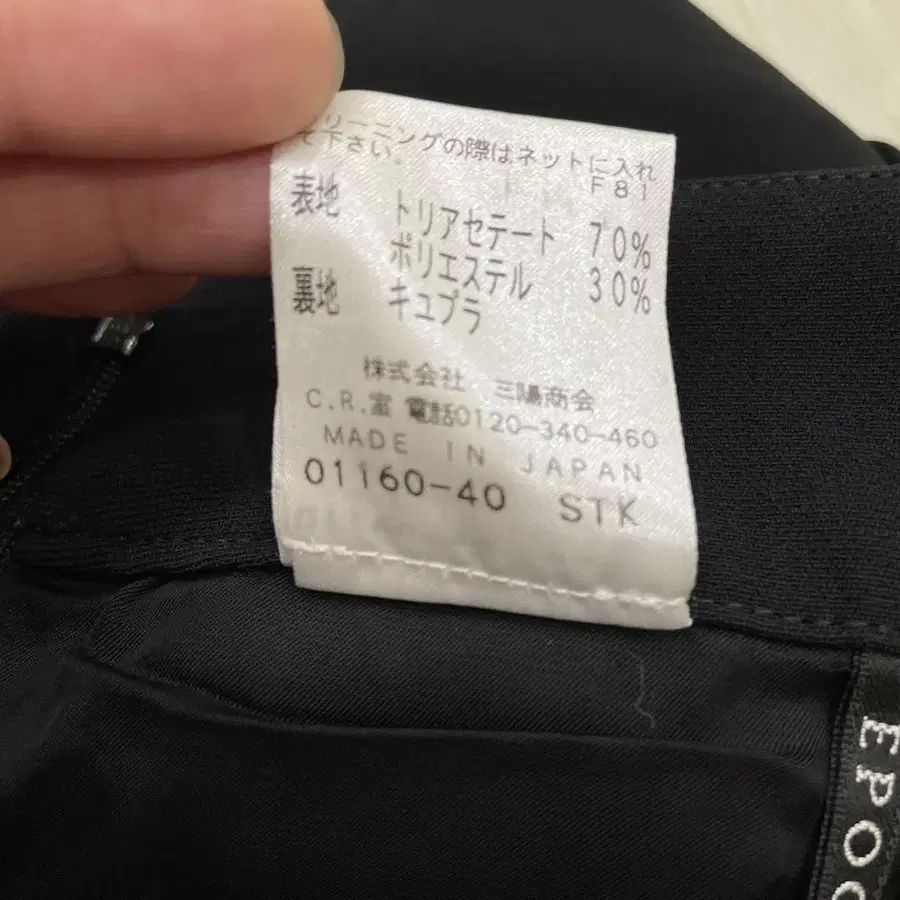 リーニングの際はネットに入れ
て下さい。
F81
表地 トリアセテート 70%
ポリエステル 30%
裏地 キュプラ
株式会社 三陽商会
C.R.室 電話0120-340-460
MADE IN JAPAN
01160-40 STK
EPO